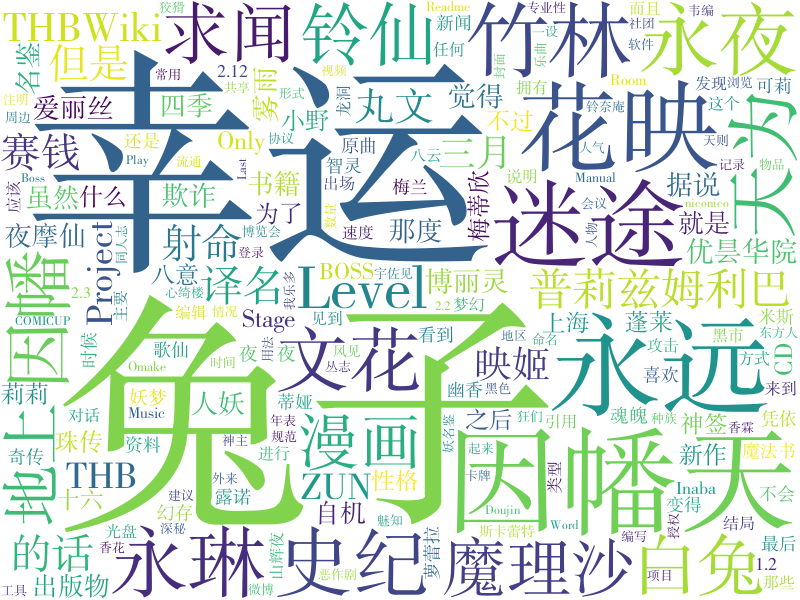 THBWiki
求闻
铃仙
竹林
永夜
名鉴
但是
幸运
雾雨
丸文
觉得
花映
天为
爱丽丝
四季
小野
三月
赛钱
Only
不过
迷途
据说
虽然
什么
欺诈
书籍
智灵
说明
梅蒂欣
就是
夜摩仙
射命
那度
优昙华院
因幡
Project
八意
译名
BOSS
博丽灵
普莉兹姆利巴
Level
Stage
兔子
文花
永远
上海
蓬莱
映姬
莉莉
人妖
漫画
地上
珠传
THB
ZUN
性格
因幡
天
之后
神签
新作
魔法书
十六
自机
Inaba
的话
永琳
史纪
魔理沙
白兔
出版物
萝蕾拉
露诺
幻存
资料
妖梦
Music
对话
奇传
歌仙
蒂娅
幽香
魂魄
凭依
变得
不会
结局
最后
1.2
2.12
2.3
2.2
CD
黑市
米斯
东方人
来到
喜欢
攻击
方式
命名
地区
黑色
梦幻
看到
见到
宇佐见
我乐多
心绮楼
COMICUP
同人志
主要
时候
编辑
情况
Omake
时间
用法
丛志
风见
狂们
引用
种族
香霖
类型
卡牌
起来
Doujin
Word
编写
授权
项目
那些
工具
香花
深秘
建议
外来
神主
年表
规范
进行
光盘
山辉夜
魅知
恶作剧
微博
斯卡雷特
妖名鉴
狡猾
常用
共享
形式
视频
协议
流通
数量
登录
博览会
速度
出场
原曲
八云
人气
梅兰
龙洞
为了
还是
注明
周边
应该
Boss
Play
Last
新闻
任何
拥有
乐曲
封面
铃奈庵
Room
Readme
专业性
社团
软件
而且
一设
韦编
发现
浏览
这个
可莉
天则
记录
物品
Manual
会议
人物
niconico
夜
夜